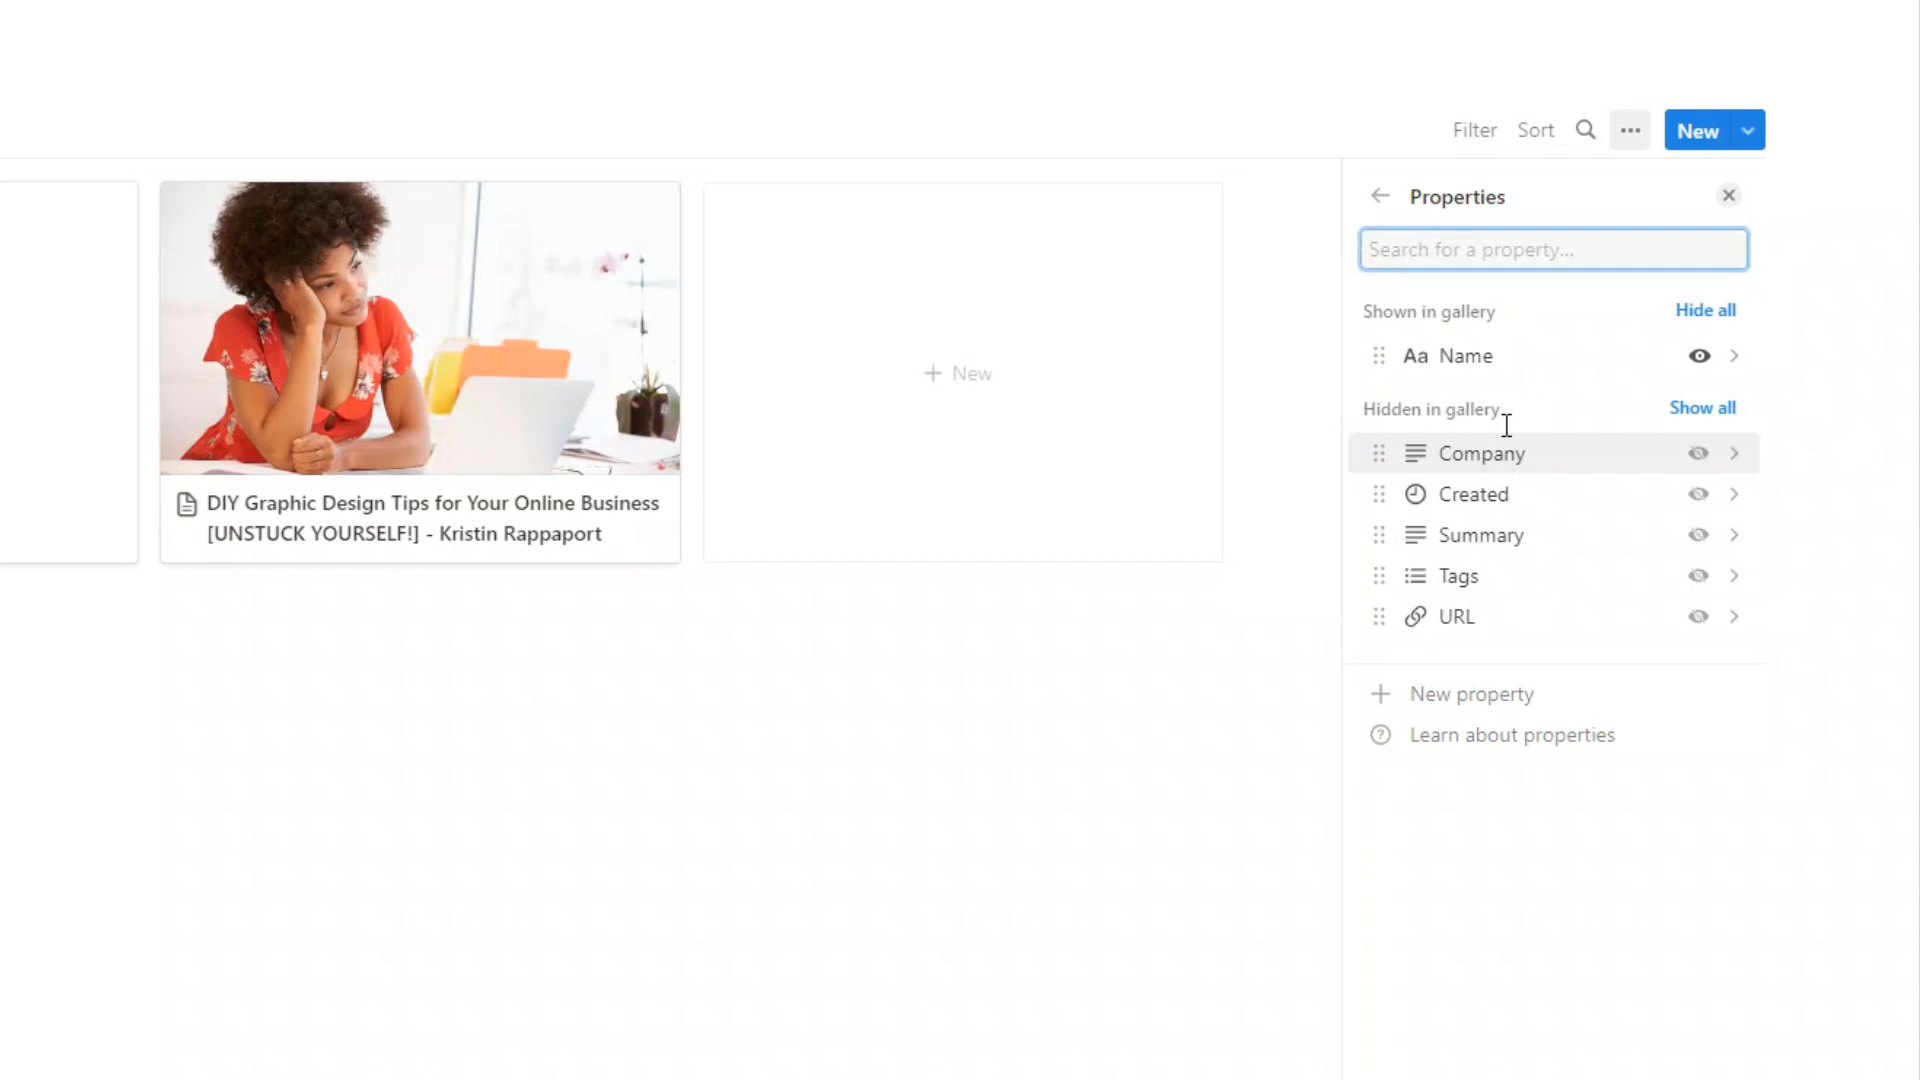 Filter Sort
New
Properties
Search for a property...
Shown in gallery Hide all
Aa Name
Hidden in gallery Show all
Company
Created
Summary
Tags
URL
New property
Learn about properties
DIY Graphic Design Tips for Your Online Business
[UNSTUCK YOURSELF!] - Kristin Rappaport
+ New